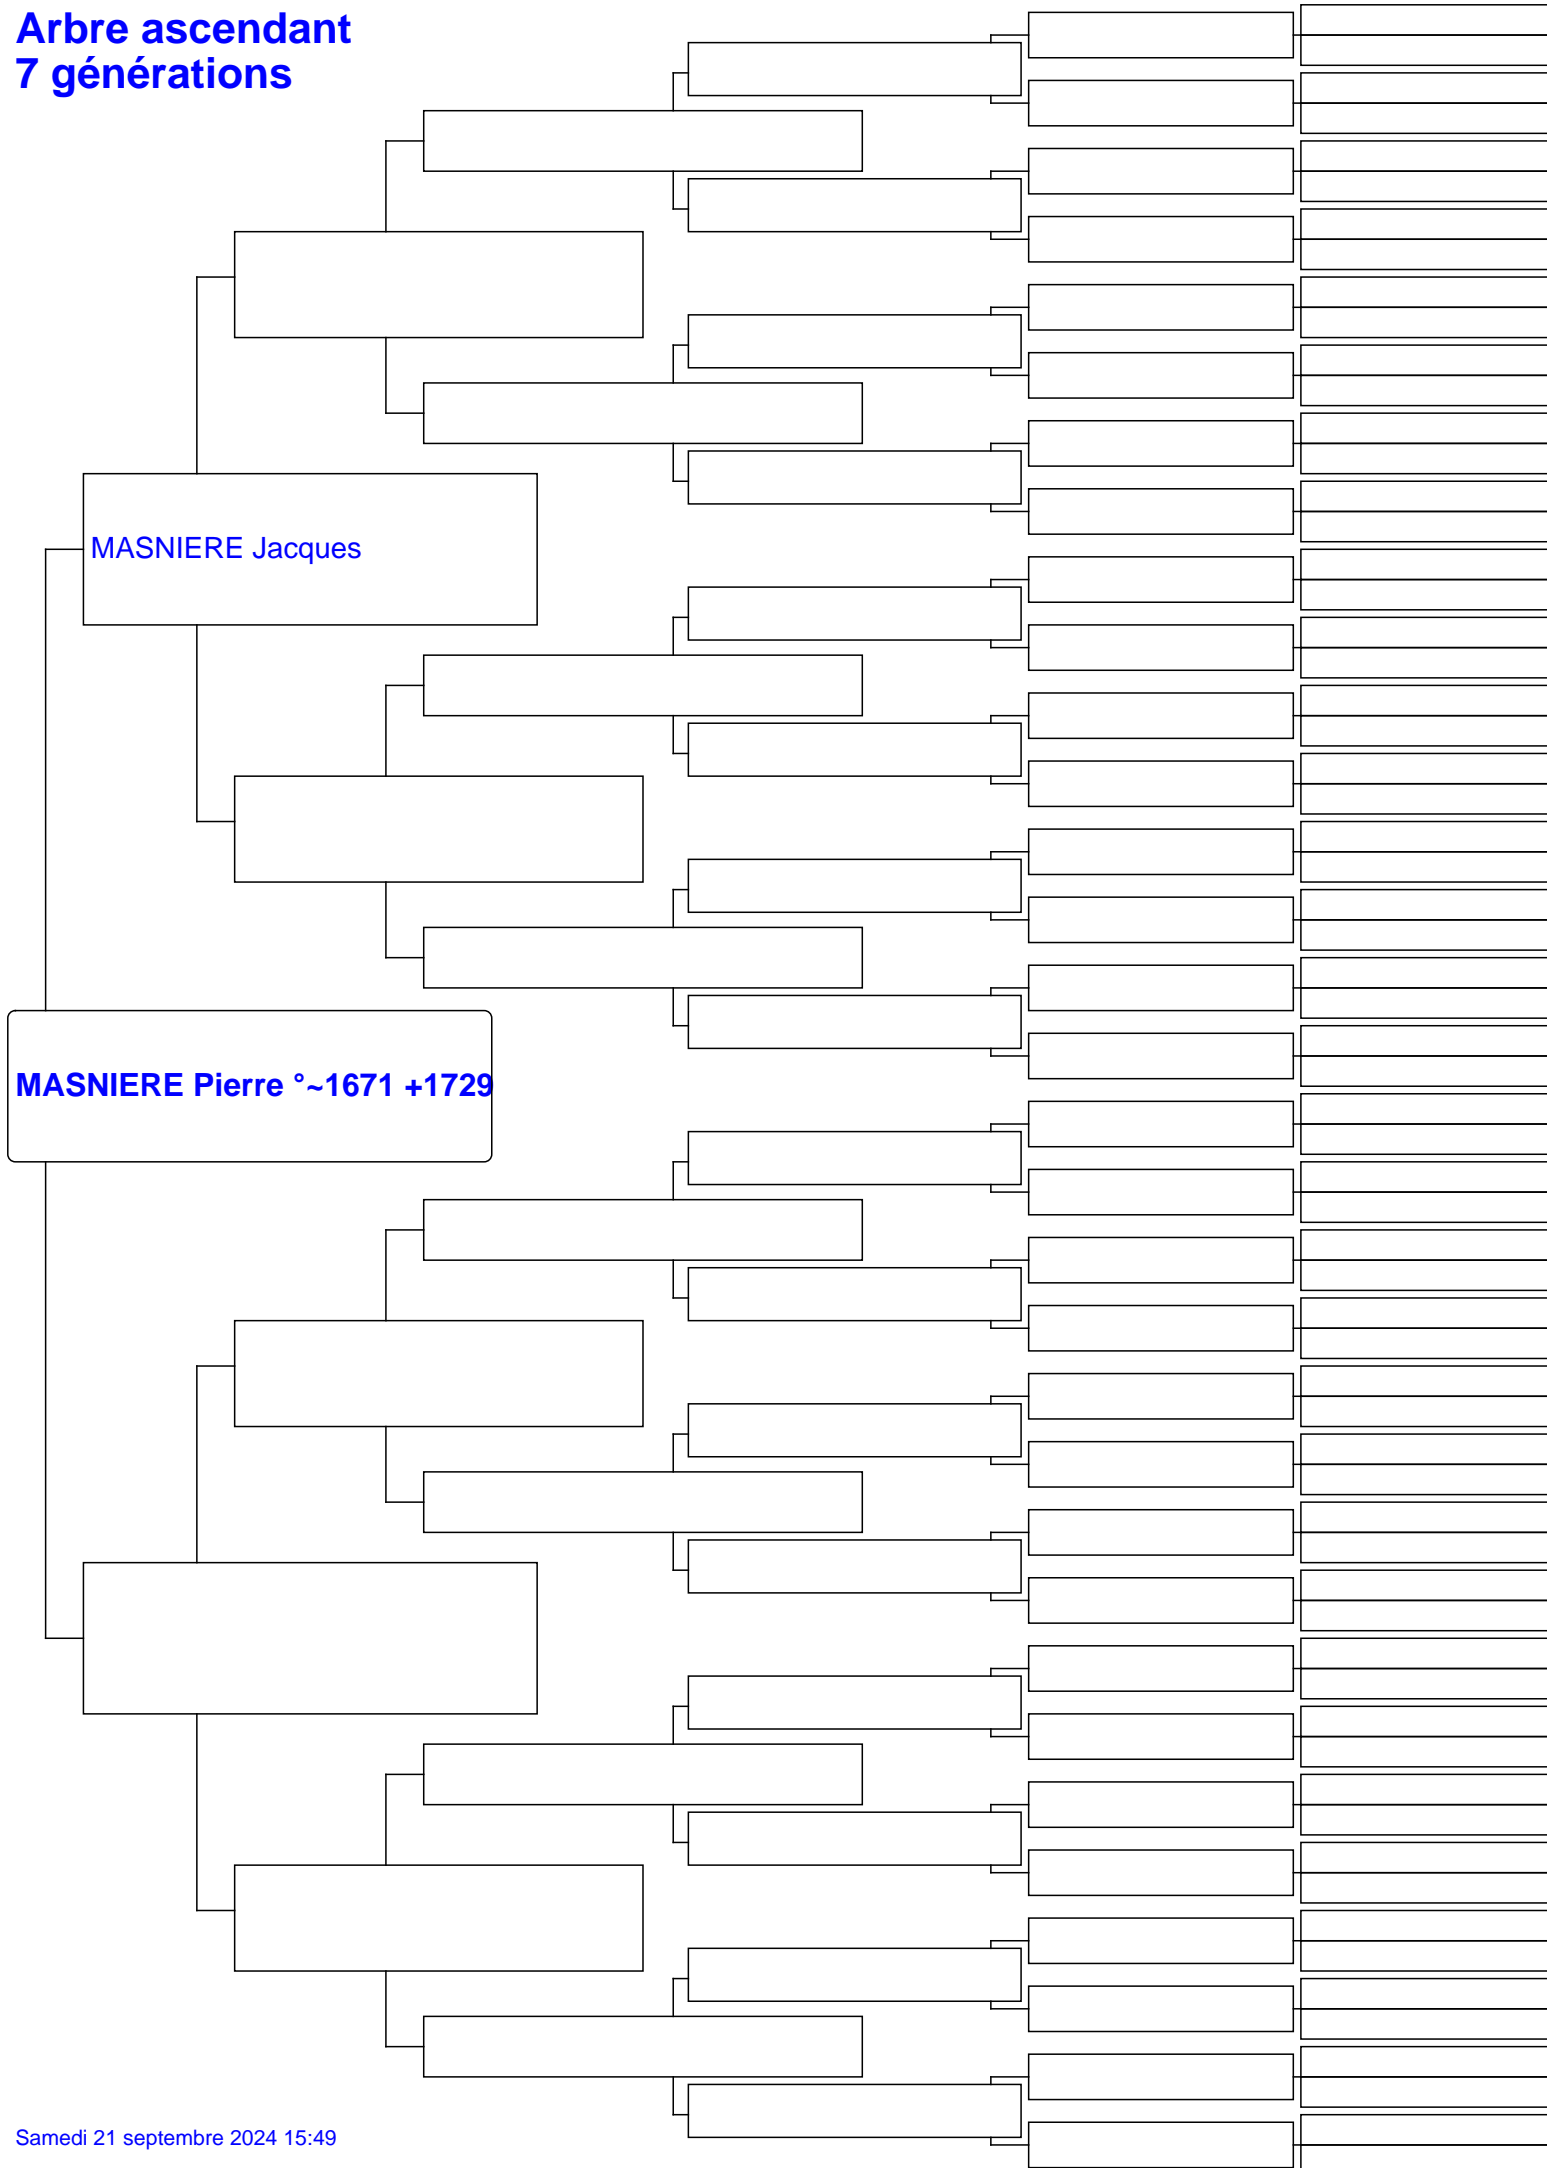 Arbre ascendant
7 générations
MASNIERE Jacques
MASNIERE Pierre °~1671 +1729
Samedi 21 septembre 2024 15:49